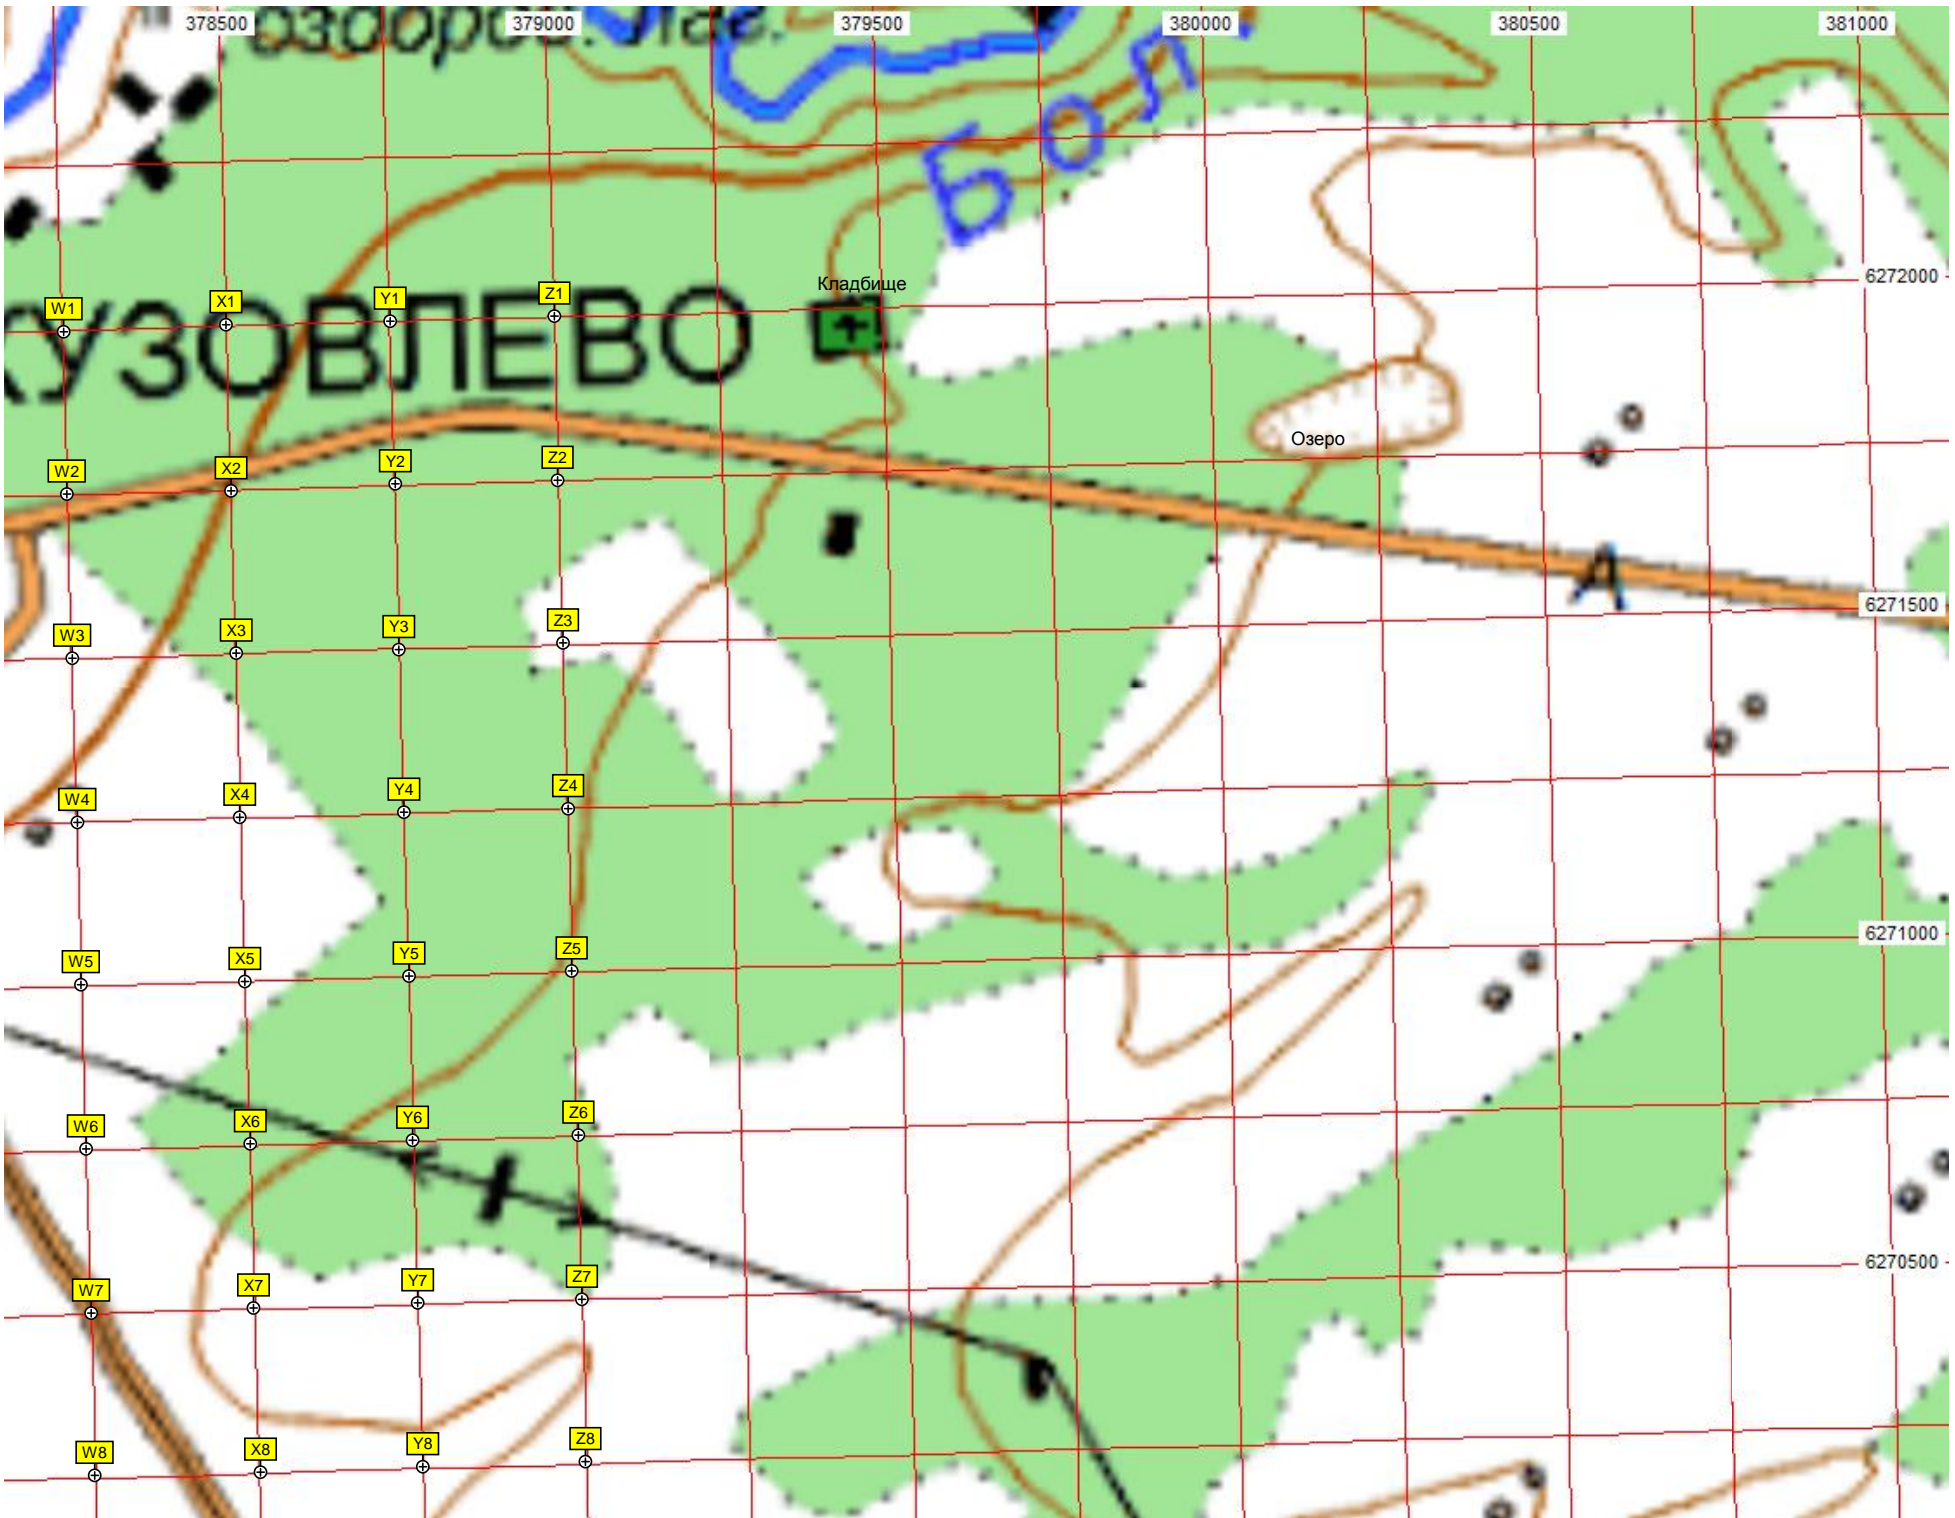 378500 379000 379500 380000 380500 381000
оздоров. лаг.
Бол
6272000
Кладбище
W1 X1 Y1 Z1
КУЗОВЛЕВО
Озеро
W2 X2 Y2 Z2
А
6271500
W3 X3 Y3 Z3
W4 X4 Y4 Z4
6271000
W5 X5 Y5 Z5
W6 X6 Y6 Z6
6270500
W7 X7 Y7 Z7
W8 X8 Y8 Z8